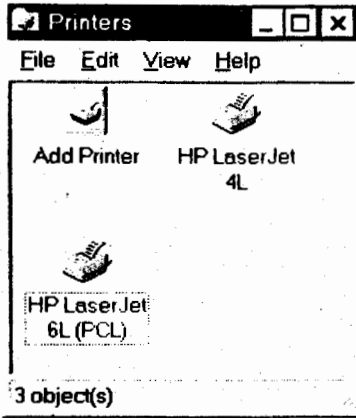 Printers
File Edit View Help
Add Printer
HP LaserJet
4L
HP LaserJet
6L (PCL)
3 object(s)